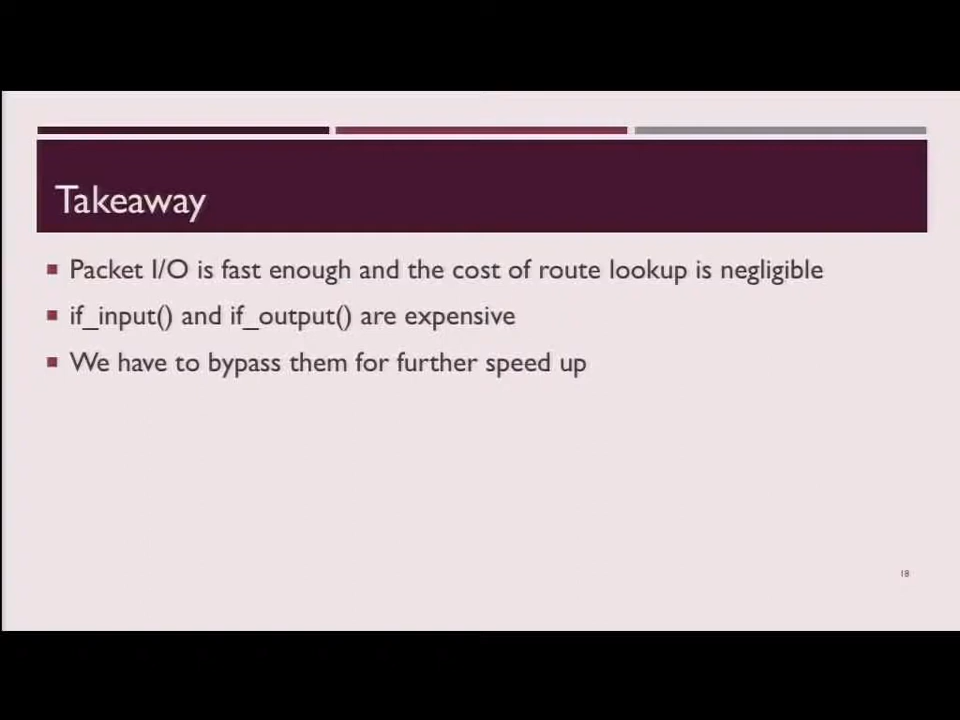 Takeaway
Packet I/O is fast enough and the cost of route lookup is negligible
if_input() and if_output() are expensive
We have to bypass them for further speed up
18